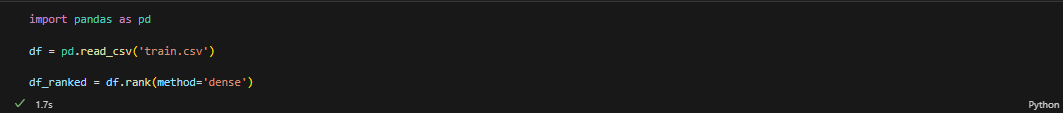 import pandas as pd
df = pd.read_csv('train.csv')
df_ranked = df.rank(method='dense')
1.7s
Python